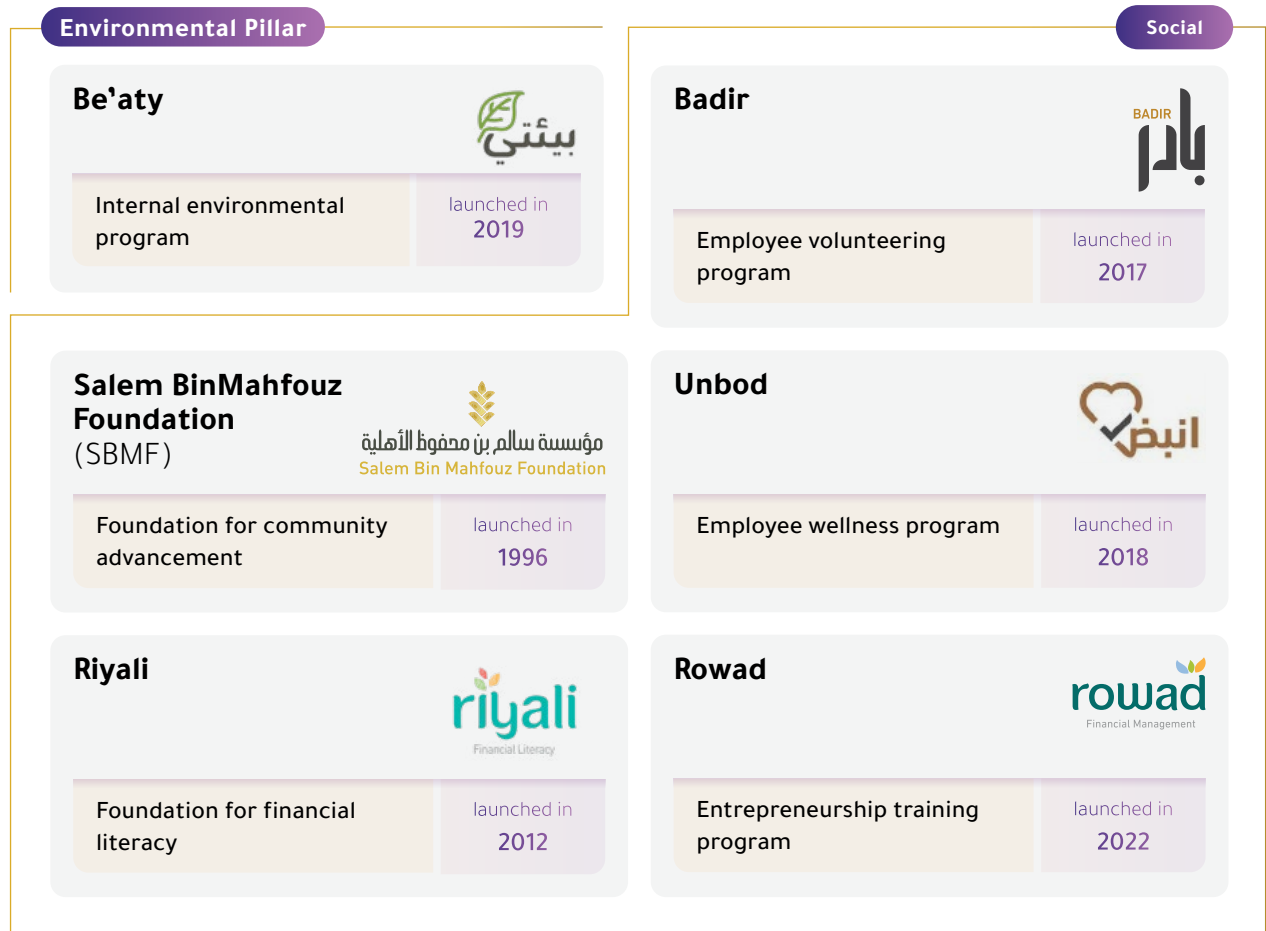 Environmental Pillar
Social
Be'aty
بيئتي
Internal environmental
program
launched in
2019
Badir
BADIR
بادر
Employee volunteering
program
launched in
2017
Salem BinMahfouz
Foundation
(SBMF)
مؤسسة سالم بن محفوظ الأهلية
Salem Bin Mahfouz Foundation
Foundation for community
advancement
launched in
1996
Unbod
انبض
Employee wellness program
launched in
2018
Riyali
riyali
Financial Literacy
Foundation for financial
literacy
launched in
2012
Rowad
rowad
Financial Management
Entrepreneurship training
program
launched in
2022